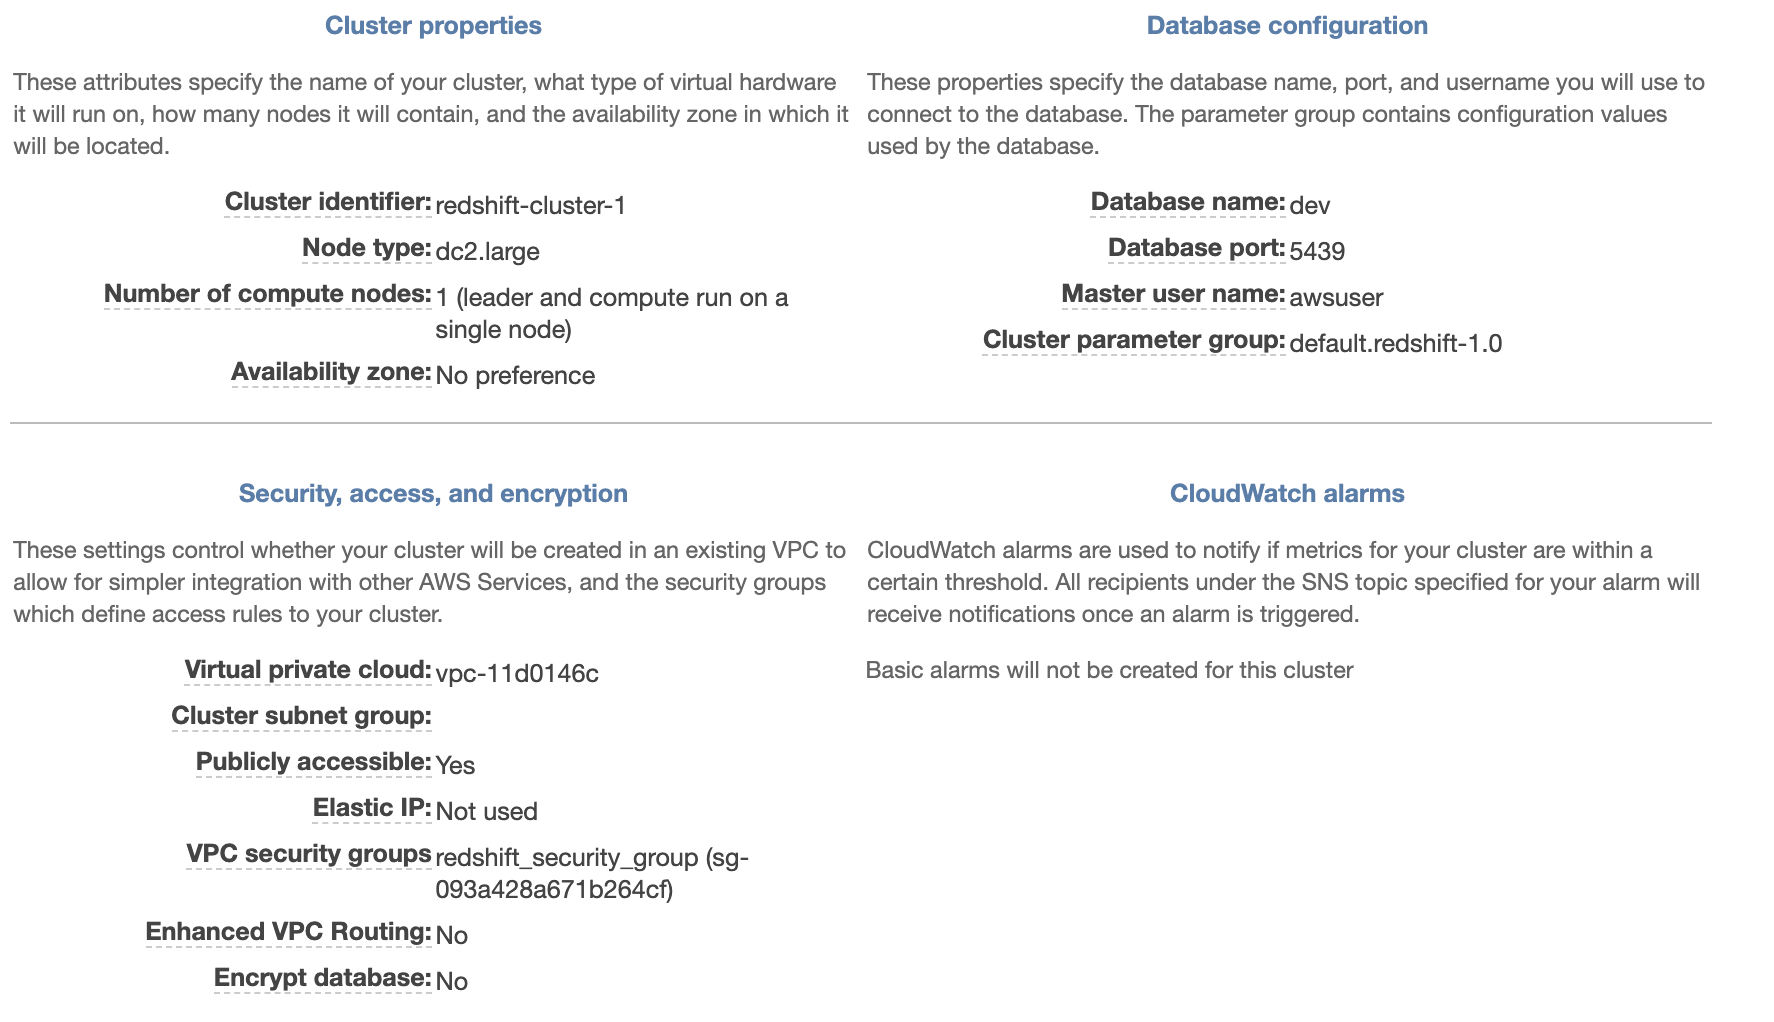 Cluster properties
These attributes specify the name of your cluster, what type of virtual hardware
it will run on, how many nodes it will contain, and the availability zone in which it
will be located.
Cluster identifier: redshift-cluster-1
Node type: dc2.large
Number of compute nodes: 1 (leader and compute run on a
single node)
Availability zone: No preference
Database configuration
These properties specify the database name, port, and username you will use to
connect to the database. The parameter group contains configuration values
used by the database.
Database name: dev
Database port: 5439
Master user name: awsuser
Cluster parameter group: default.redshift-1.0
Security, access, and encryption
These settings control whether your cluster will be created in an existing VPC to
allow for simpler integration with other AWS Services, and the security groups
which define access rules to your cluster.
Virtual private cloud: vpc-11d0146c
Cluster subnet group:
Publicly accessible: Yes
Elastic IP: Not used
VPC security groups redshift_security_group (sg-
093a428a671b264cf)
Enhanced VPC Routing: No
Encrypt database: No
CloudWatch alarms
CloudWatch alarms are used to notify if metrics for your cluster are within a
certain threshold. All recipients under the SNS topic specified for your alarm will
receive notifications once an alarm is triggered.
Basic alarms will not be created for this cluster